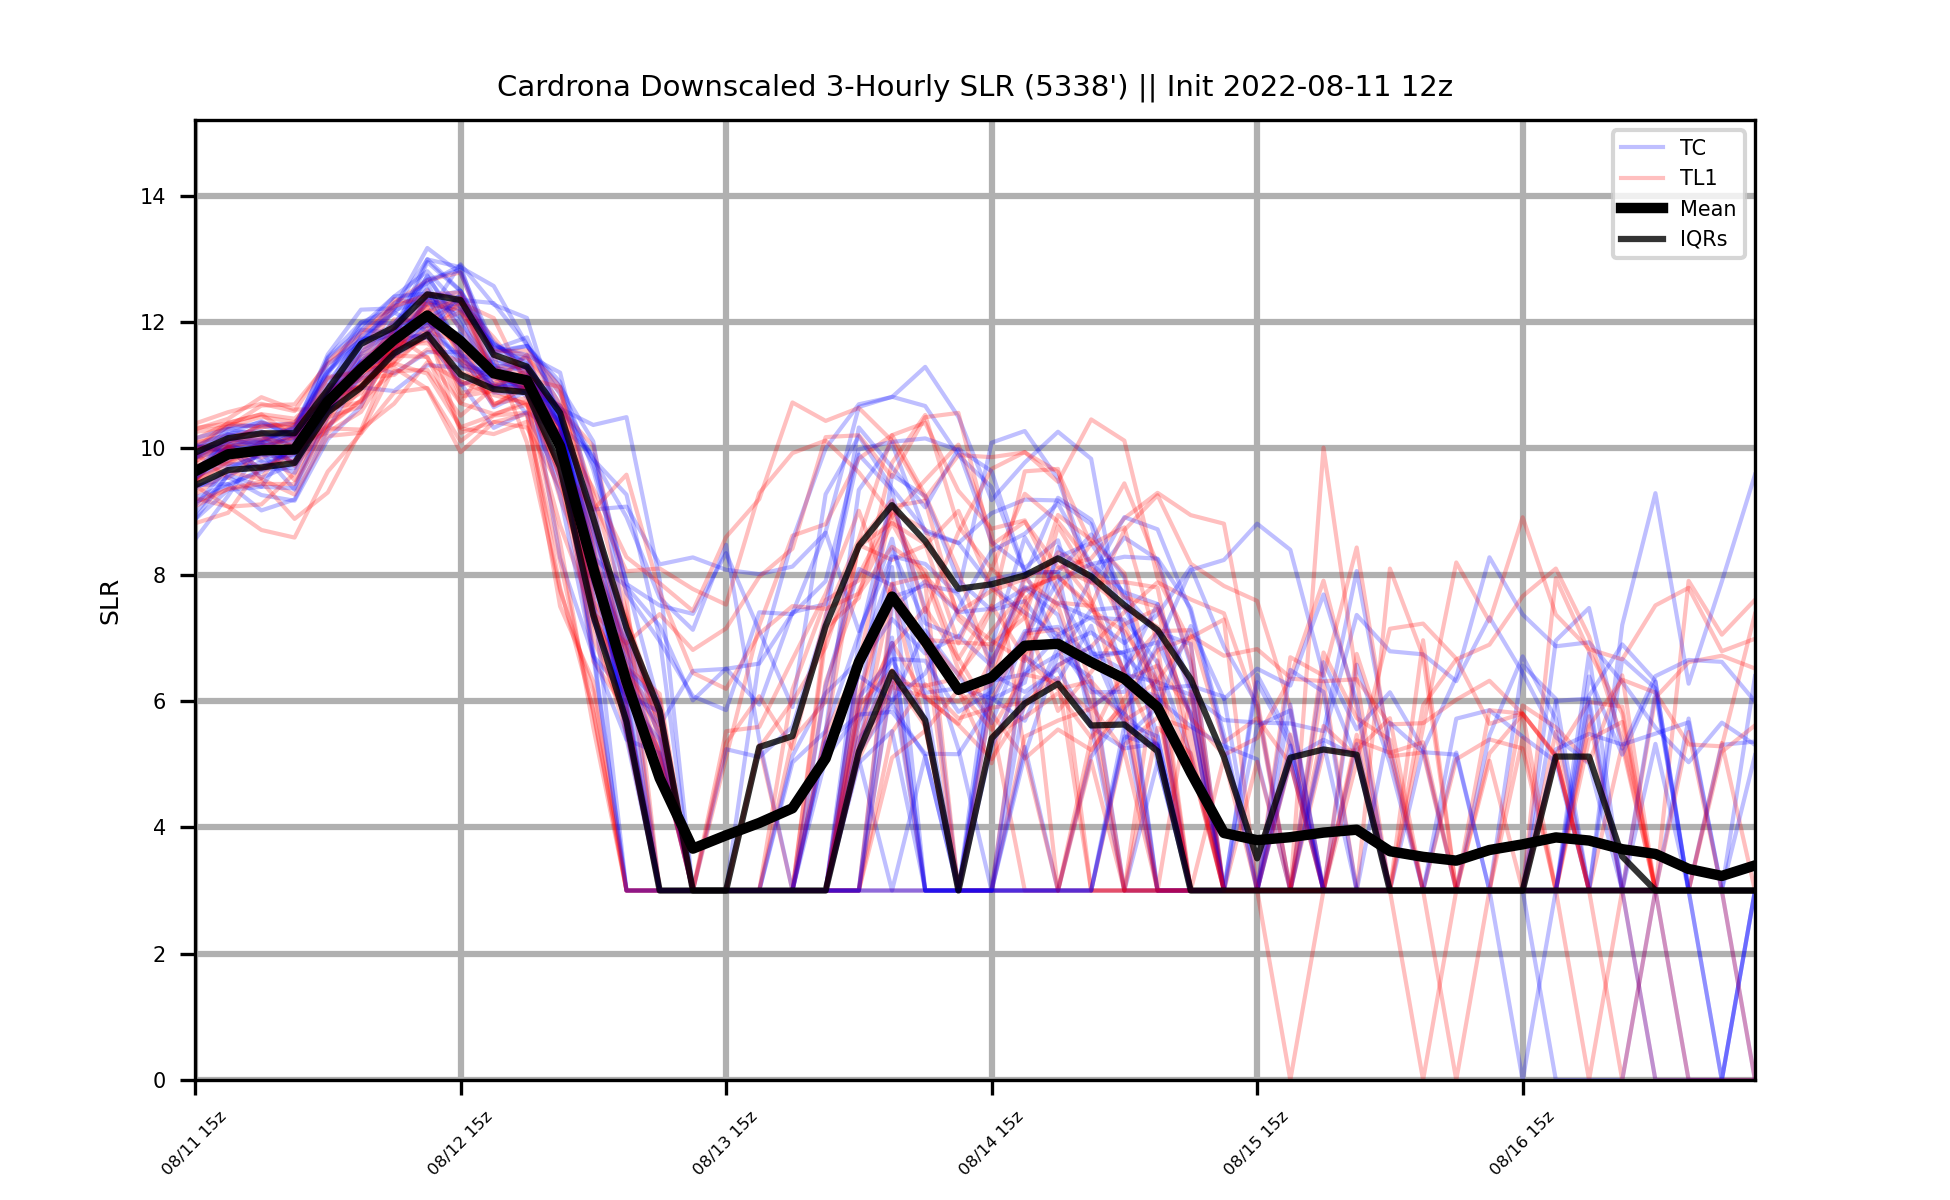 Cardrona Downscaled 3-Hourly SLR (5338') || Init 2022-08-11 12z
TC
TL1
Mean
IQRs
SLR
14
12
10
8
6
4
2
0
08/11 15z
08/12 15z
08/13 15z
08/14 15z
08/15 15z
08/16 15z